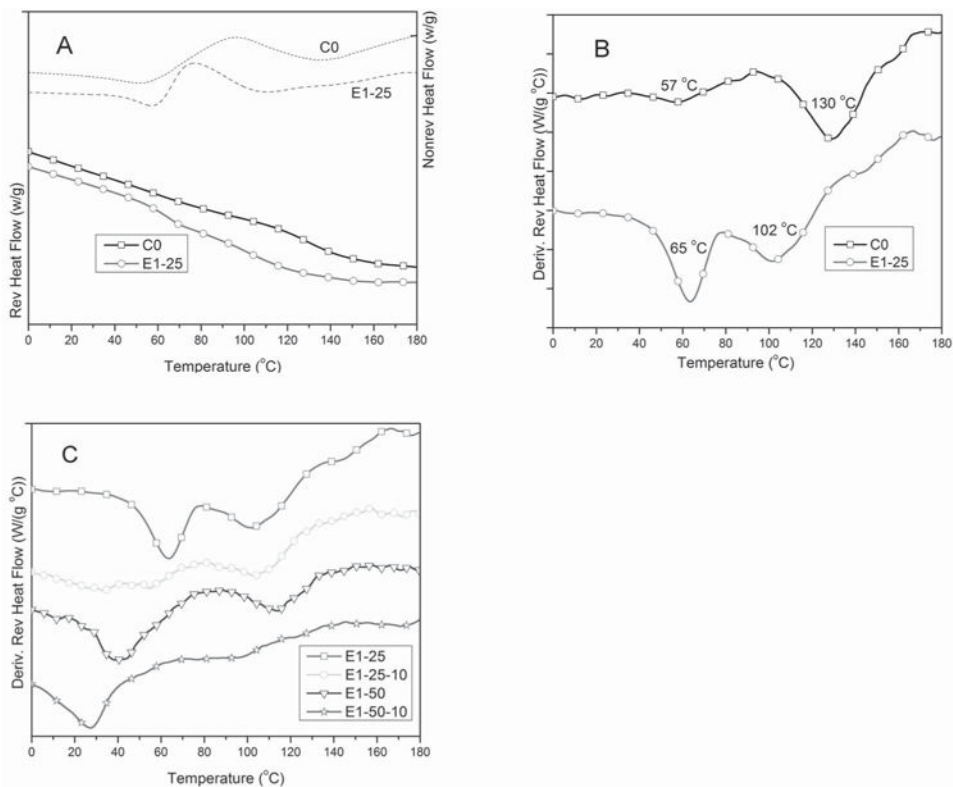 A
C0
E1-25
Rev Heat Flow (w/g)
Nonrev Heat Flow (w/g)
C0
E1-25
0 20 40 60 80 100 120 140 160 180
Temperature (°C)
B
57 °C
130 °C
65 °C
102 °C
Deriv. Rev Heat Flow (W/(g °C))
C0
E1-25
0 20 40 60 80 100 120 140 160 180
Temperature (°C)
C
Deriv. Rev Heat Flow (W/(g °C))
E1-25
E1-25-10
E1-50
E1-50-10
0 20 40 60 80 100 120 140 160 180
Temperature (°C)